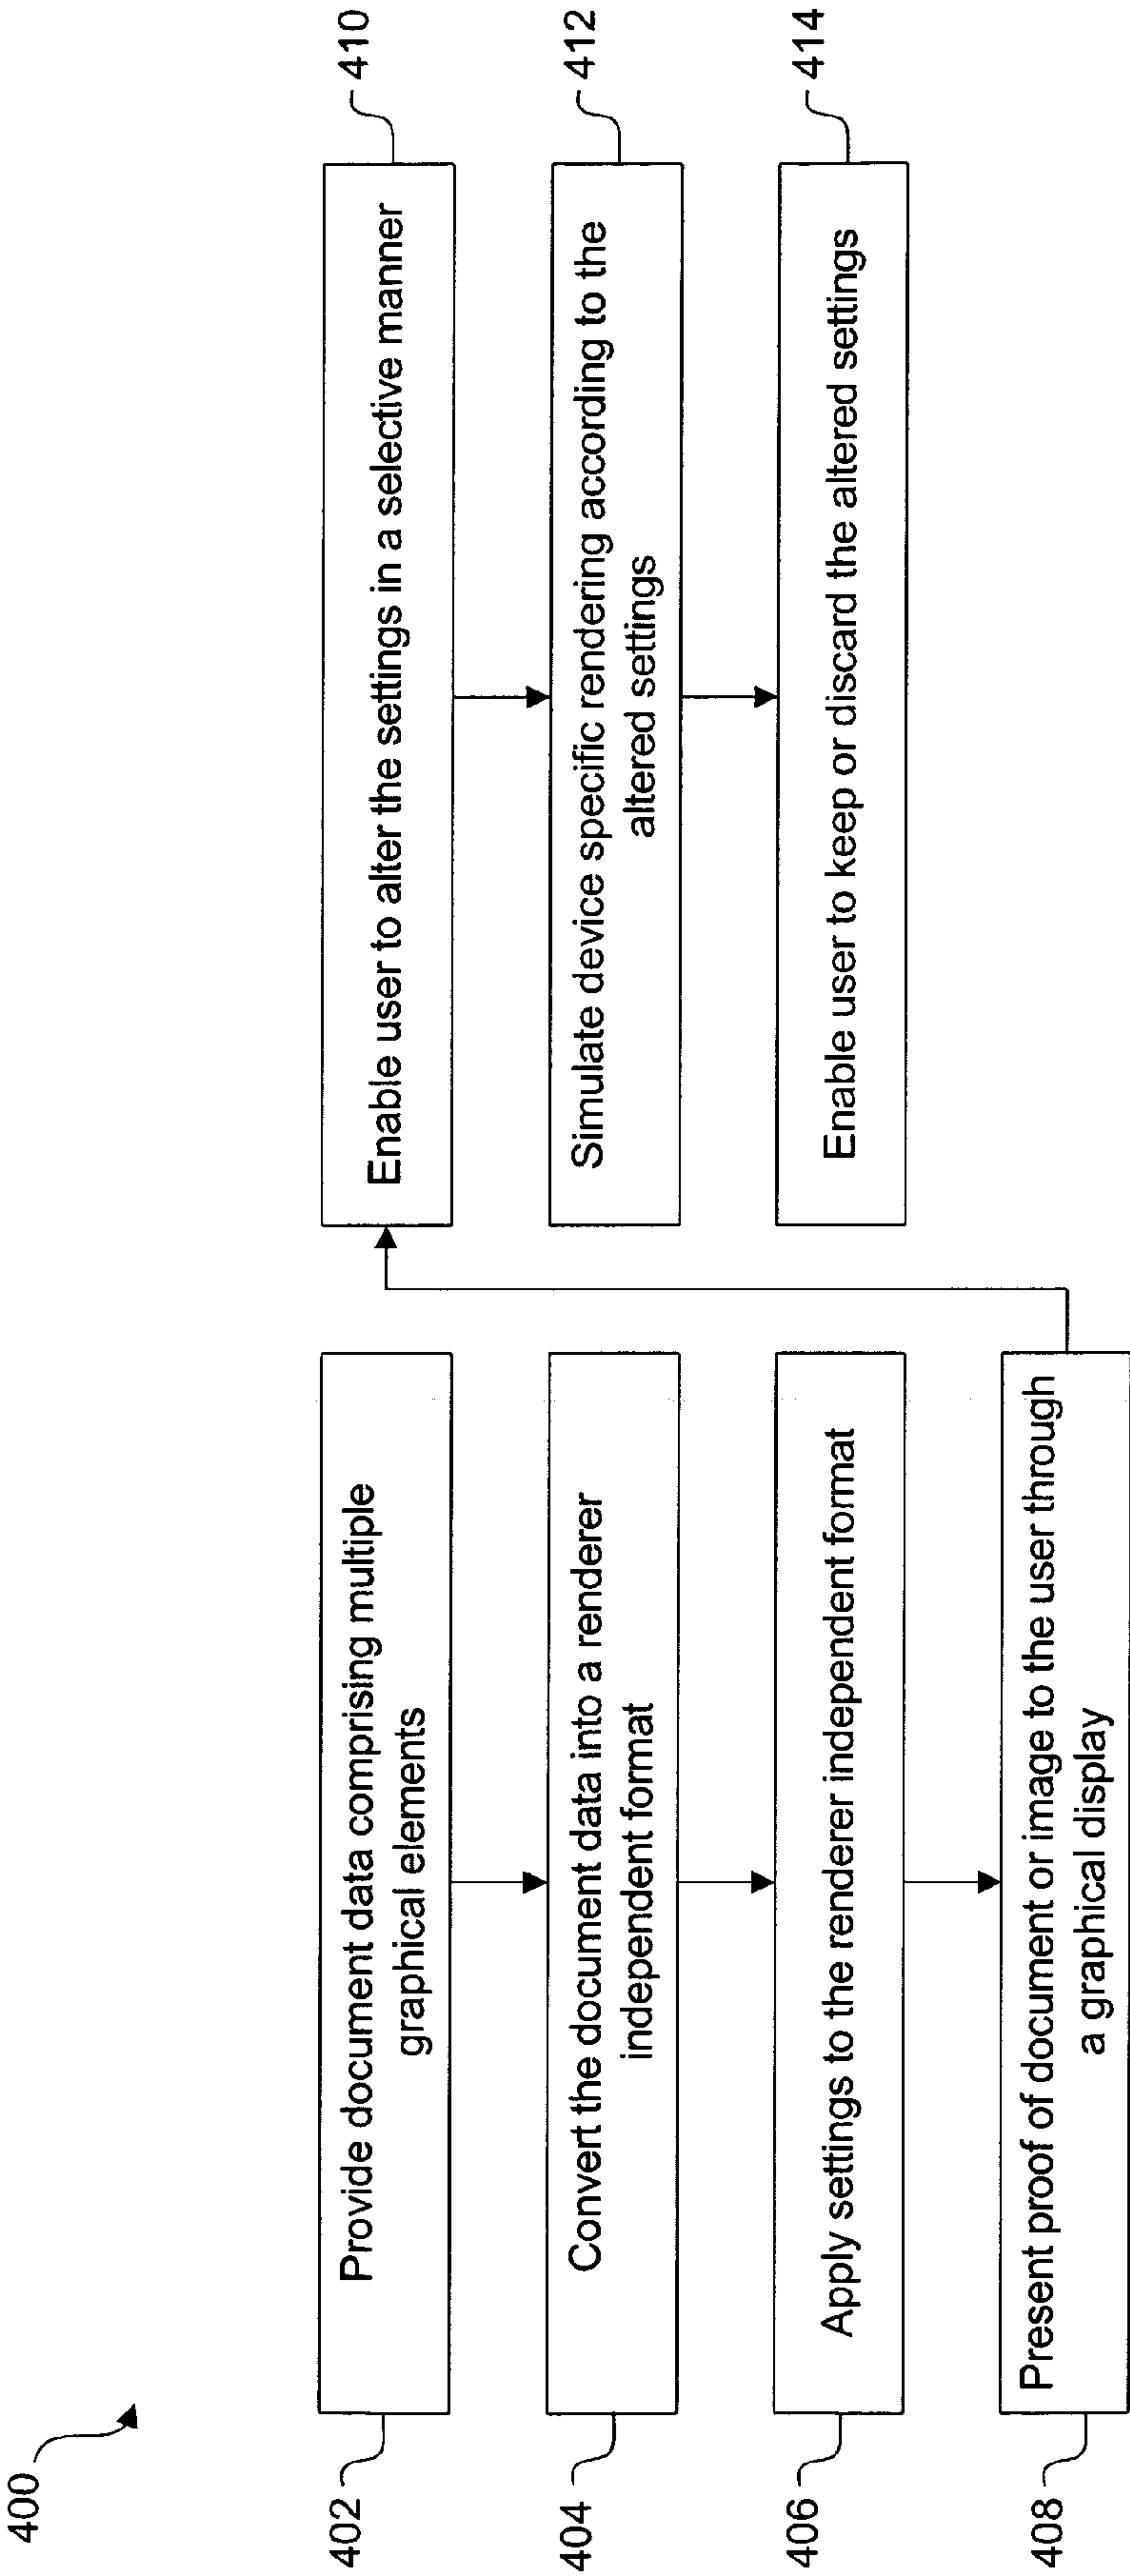 400
402
Provide document data comprising multiple
graphical elements
404
Convert the document data into a renderer
independent format
406
Apply settings to the renderer independent format
408
Present proof of document or image to the user through
a graphical display
410
Enable user to alter the settings in a selective manner
412
Simulate device specific rendering according to the
altered settings
414
Enable user to keep or discard the altered settings